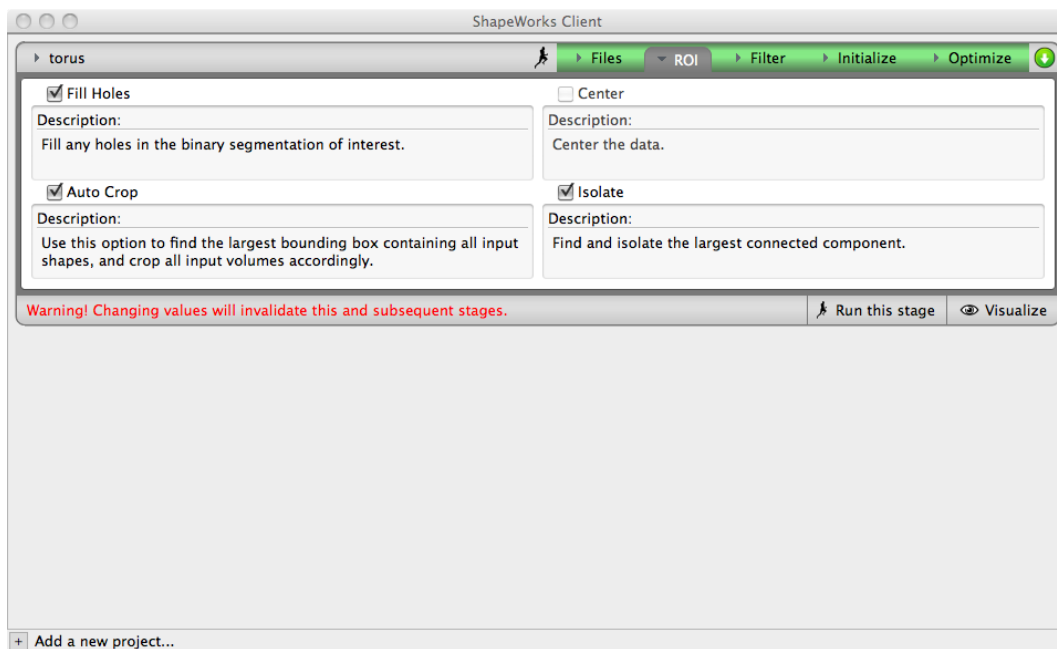 ShapeWorks Client
torus
Files
ROI
Filter
Initialize
Optimize
Fill Holes
Description:
Fill any holes in the binary segmentation of interest.
Center
Description:
Center the data.
Auto Crop
Description:
Use this option to find the largest bounding box containing all input
shapes, and crop all input volumes accordingly.
Isolate
Description:
Find and isolate the largest connected component.
Warning! Changing values will invalidate this and subsequent stages.
Run this stage
Visualize
+ Add a new project...